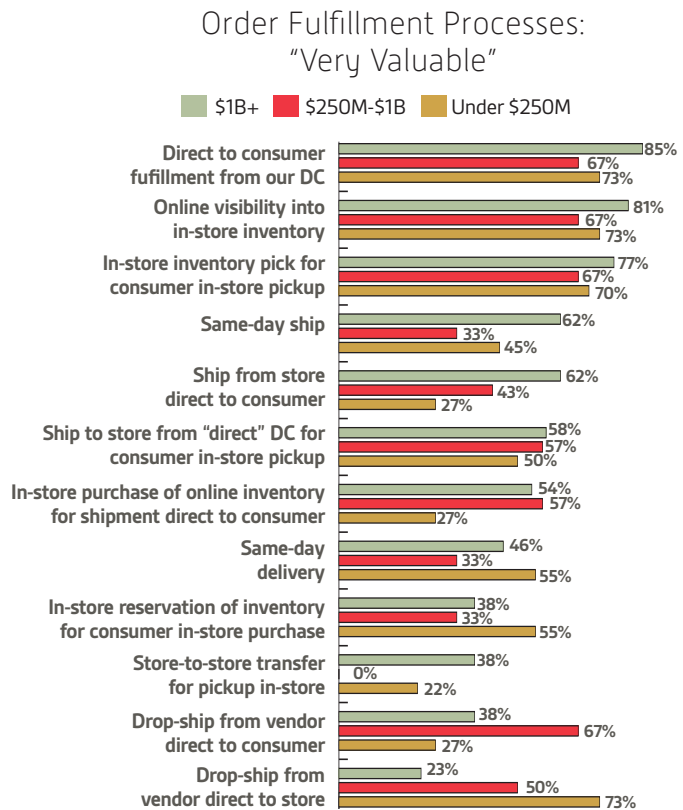 Order Fulfillment Processes:
“Very Valuable”
$1B+ $250M-$1B Under $250M
Direct to consumer
fufillment from our DC
85%
67%
73%
Online visibility into
in-store inventory
81%
67%
73%
In-store inventory pick for
consumer in-store pickup
77%
67%
70%
Same-day ship
62%
33%
45%
Ship from store
direct to consumer
62%
43%
27%
Ship to store from “direct” DC for
consumer in-store pickup
58%
57%
50%
In-store purchase of online inventory
for shipment direct to consumer
54%
57%
27%
Same-day
delivery
46%
33%
55%
In-store reservation of inventory
for consumer in-store purchase
38%
33%
55%
Store-to-store transfer
for pickup in-store
38%
0%
22%
Drop-ship from vendor
direct to consumer
38%
67%
27%
Drop-ship from
vendor direct to store
23%
50%
73%